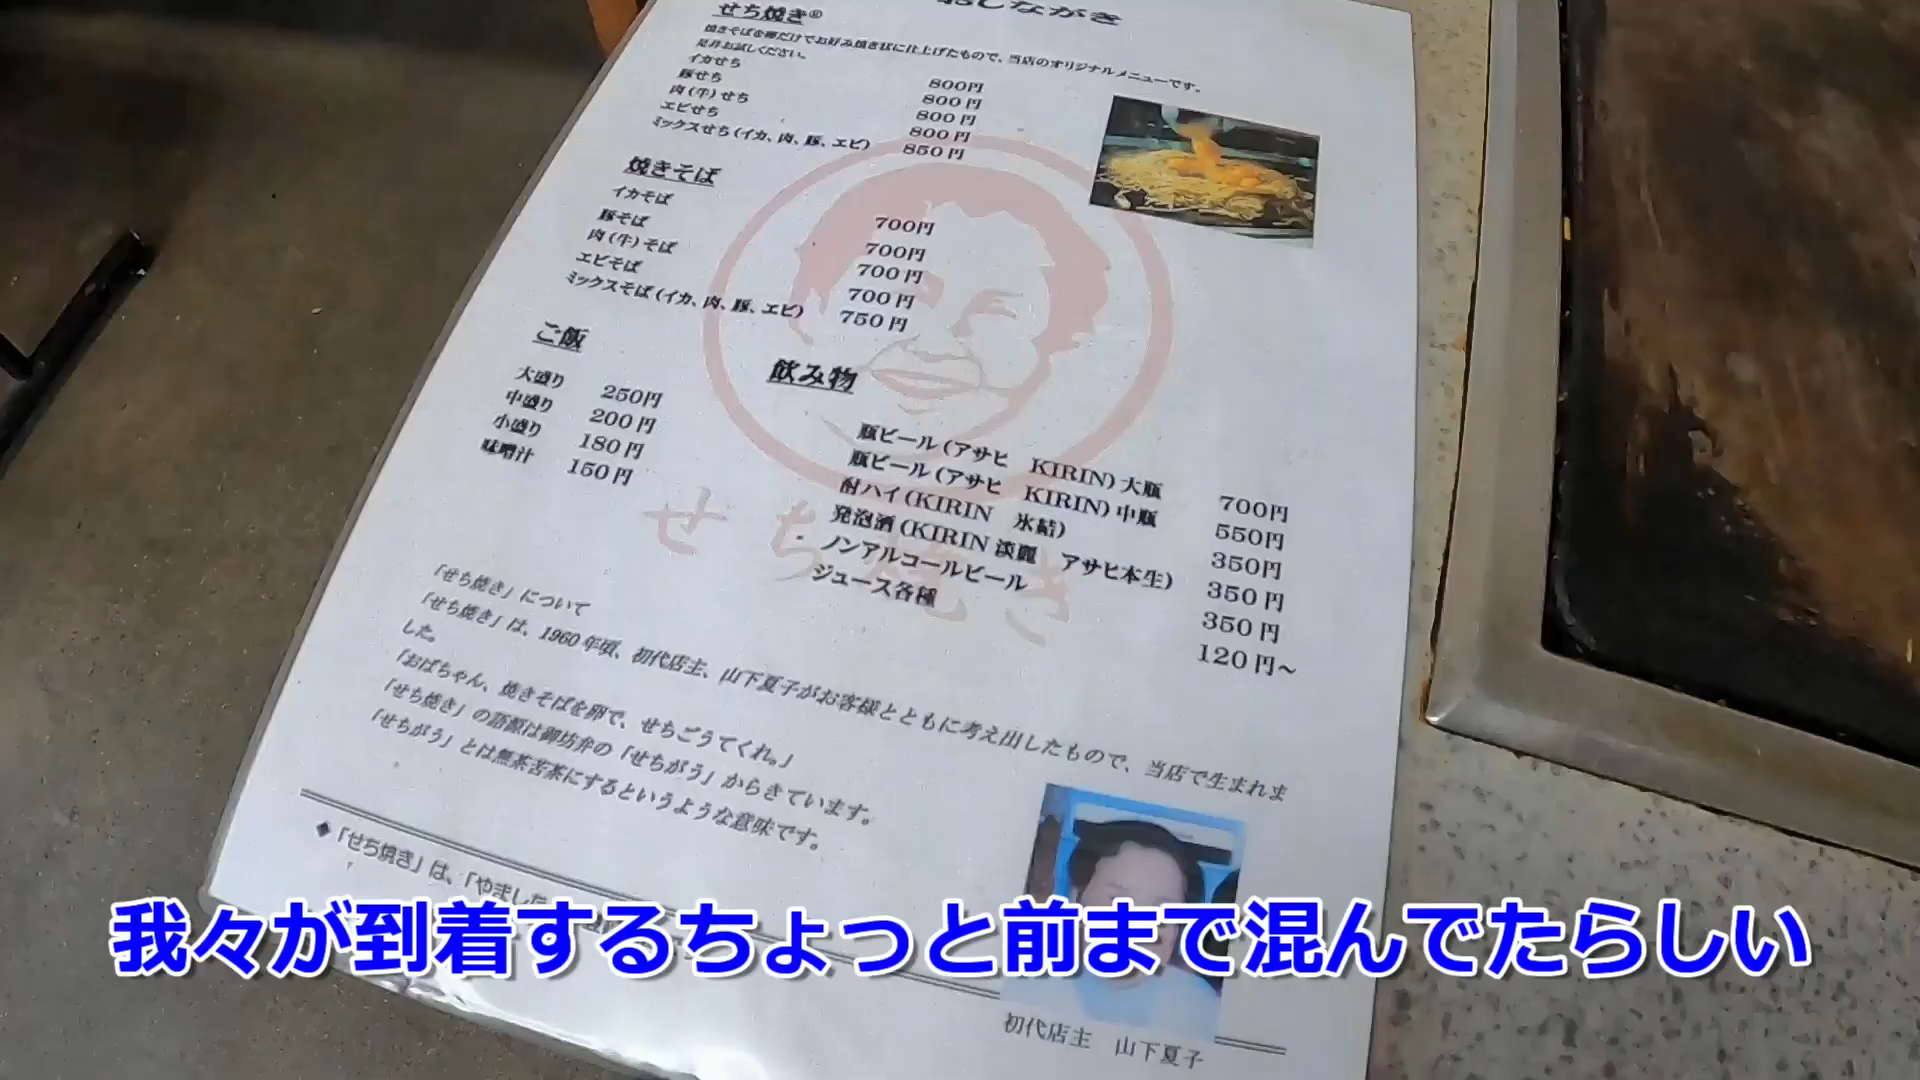 おしながき
せち焼き®
焼きそばを卵だけでお好み焼き状に仕上げたもので、当店のオリジナルメニューです。
是非お試しください。
イカせち 800円
豚せち 800円
肉(牛)せち 800円
エビせち 800円
ミックスせち(イカ、肉、豚、エビ) 850円
焼きそば
イカそば 700円
豚そば 700円
肉(牛)そば 700円
エビそば 700円
ミックスそば(イカ、肉、豚、エビ) 750円
ご飯
大盛り 250円
中盛り 200円
小盛り 180円
味噌汁 150円
飲み物
瓶ビール(アサヒ KIRIN)大瓶 700円
瓶ビール(アサヒ KIRIN)中瓶 550円
酎ハイ(KIRIN 氷結) 350円
発泡酒(KIRIN 淡麗 アサヒ本生) 350円
ノンアルコールビール 350円
ジュース各種 120円~
せち焼き
「せち焼き」について
「せち焼き」は、1960年頃、初代店主、山下夏子がお客様とともに考え出したもので、当店で生まれま
した。
「おばちゃん、焼きそばを卵で、せちごうてくれ。」
「せち焼き」の語源は御坊弁の「せちがう」からきています。
「せちがう」とは無茶苦茶にするというような意味です。
◆「せち焼き」は、「やました
我々が到着するちょっと前まで混んでたらしい
初代店主 山下夏子